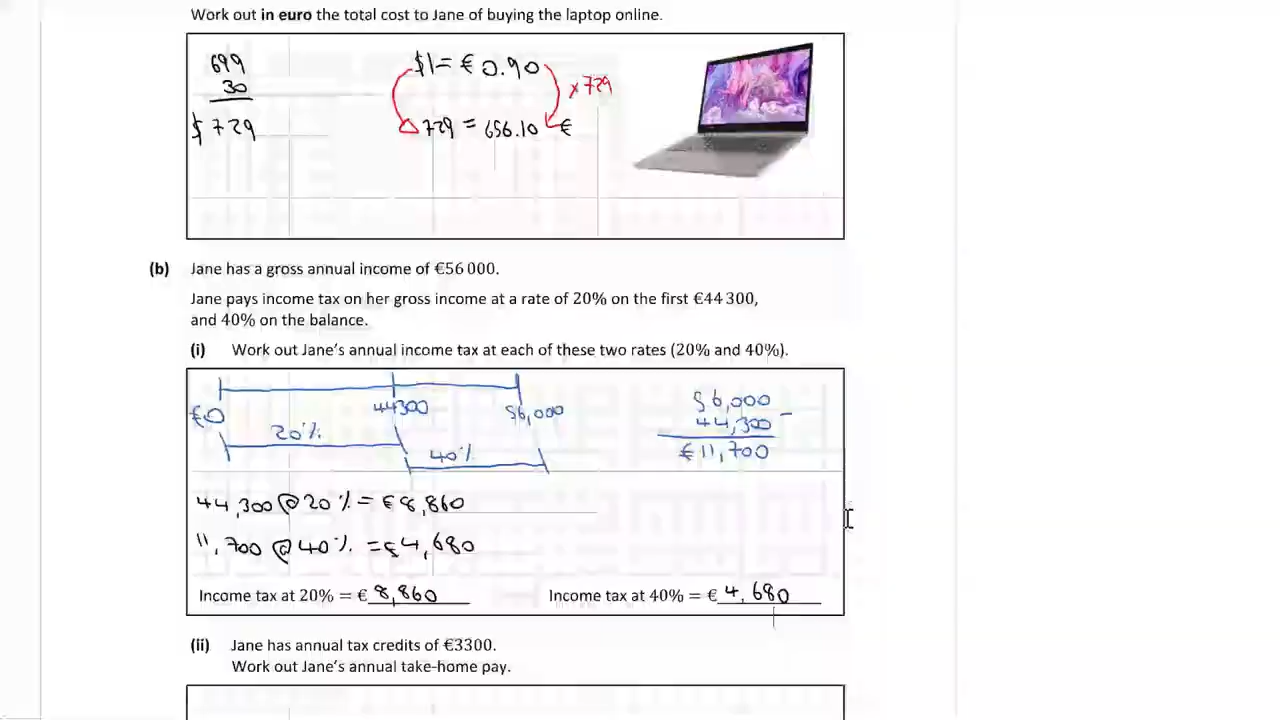 Work out in euro the total cost to Jane of buying the laptop online.
699
30
$ 729
$1 = € 0.90
x 729
729 = 656.10 €
(b) Jane has a gross annual income of €56 000.
Jane pays income tax on her gross income at a rate of 20% on the first €44 300,
and 40% on the balance.
(i) Work out Jane's annual income tax at each of these two rates (20% and 40%).
€0 44300 56,000
20%
40%
56,000
44,300 -
€ 11,700
44,300 @ 20% = €8,860
11,700 @ 40% = €4,680
Income tax at 20% = € 8,860 Income tax at 40% = € 4,680
(ii) Jane has annual tax credits of €3300.
Work out Jane's annual take-home pay.